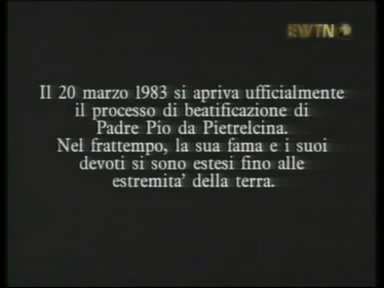 EWTN
Il 20 marzo 1983 si apriva ufficialmente
il processo di beatificazione di
Padre Pio da Pietrelcina.
Nel frattempo, la sua fama e i suoi
devoti si sono estesi fino alle
estremita' della terra.